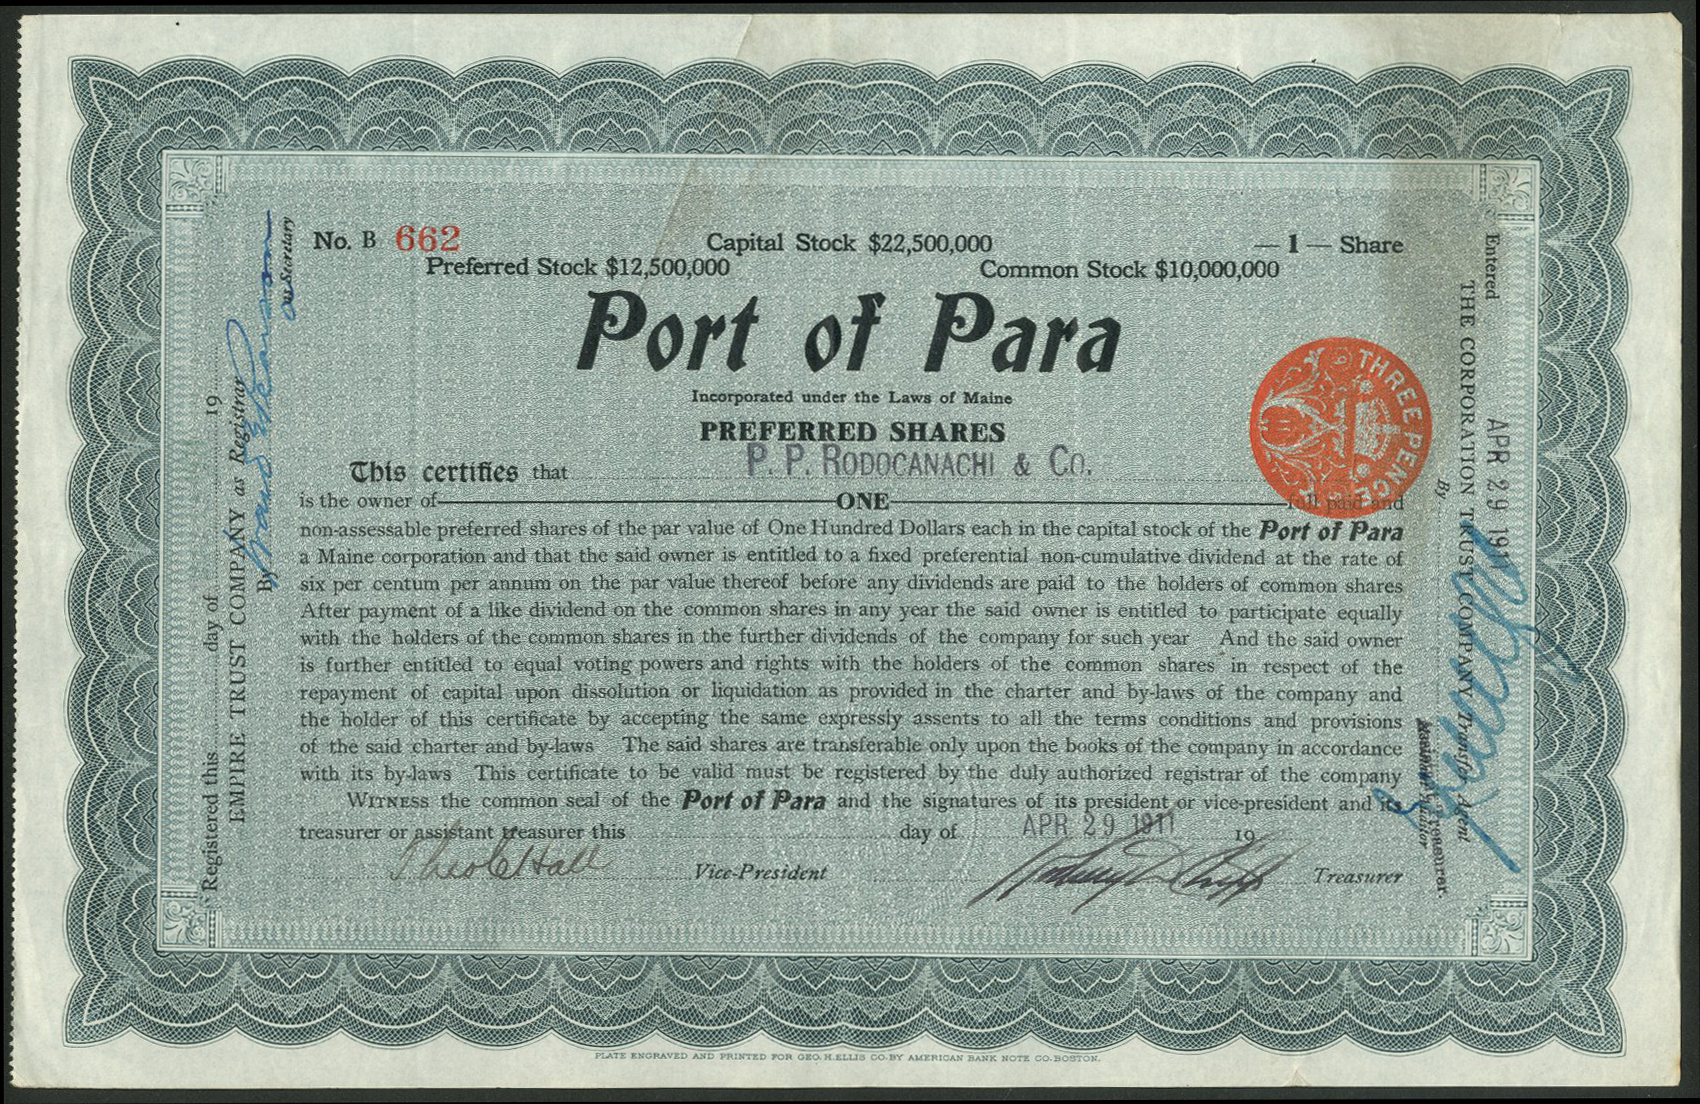 No. B 662
Capital Stock $22,500,000
— 1 — Share
Preferred Stock $12,500,000
Common Stock $10,000,000
Port of Para
Incorporated under the Laws of Maine
PREFERRED SHARES
This certifies that P. P. RODOCANACHI & Co.
is the owner of ONE full paid and
non-assessable preferred shares of the par value of One Hundred Dollars each in the capital stock of the Port of Para
a Maine corporation and that the said owner is entitled to a fixed preferential non-cumulative dividend at the rate of
six per centum per annum on the par value thereof before any dividends are paid to the holders of common shares
After payment of a like dividend on the common shares in any year the said owner is entitled to participate equally
with the holders of the common shares in the further dividends of the company for such year And the said owner
is further entitled to equal voting powers and rights with the holders of the common shares in respect of the
repayment of capital upon dissolution or liquidation as provided in the charter and by-laws of the company and
the holder of this certificate by accepting the same expressly assents to all the terms conditions and provisions
of the said charter and by-laws The said shares are transferable only upon the books of the company in accordance
with its by-laws This certificate to be valid must be registered by the duly authorized registrar of the company
WITNESS the common seal of the Port of Para and the signatures of its president or vice-president and its
treasurer or assistant treasurer this day of APR 29 1911 19
Theo C Hall Vice-President Treasurer
Registered this day of 19
EMPIRE TRUST COMPANY as Registrar
By
Secretary
THREE PENCE
Entered APR 29 1911
THE CORPORATION TRUST COMPANY Transfer Agent
By
Treasurer.
PLATE ENGRAVED AND PRINTED FOR GEO. H. ELLIS CO. BY AMERICAN BANK NOTE CO. BOSTON.